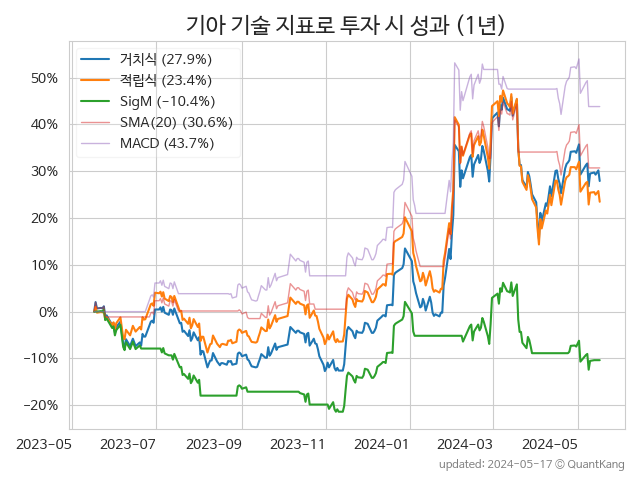 기아 기술 지표로 투자 시 성과 (1년)
거치식 (27.9%)
적립식 (23.4%)
SigM (−10.4%)
SMA(20) (30.6%)
MACD (43.7%)
50%
40%
30%
20%
10%
0%
−10%
−20%
2023−05 2023−07 2023−09 2023−11 2024−01 2024−03 2024−05
updated: 2024-05-17 ⓒ QuantKang